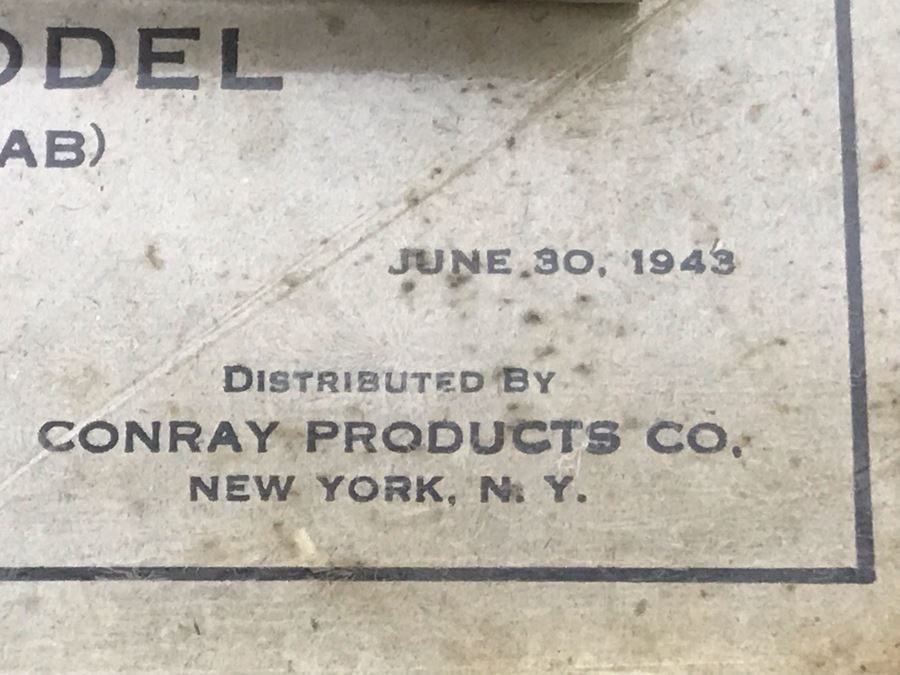 ODEL
AB)
JUNE 30, 1943
DISTRIBUTED BY
CONRAY PRODUCTS CO.
NEW YORK, N. Y.